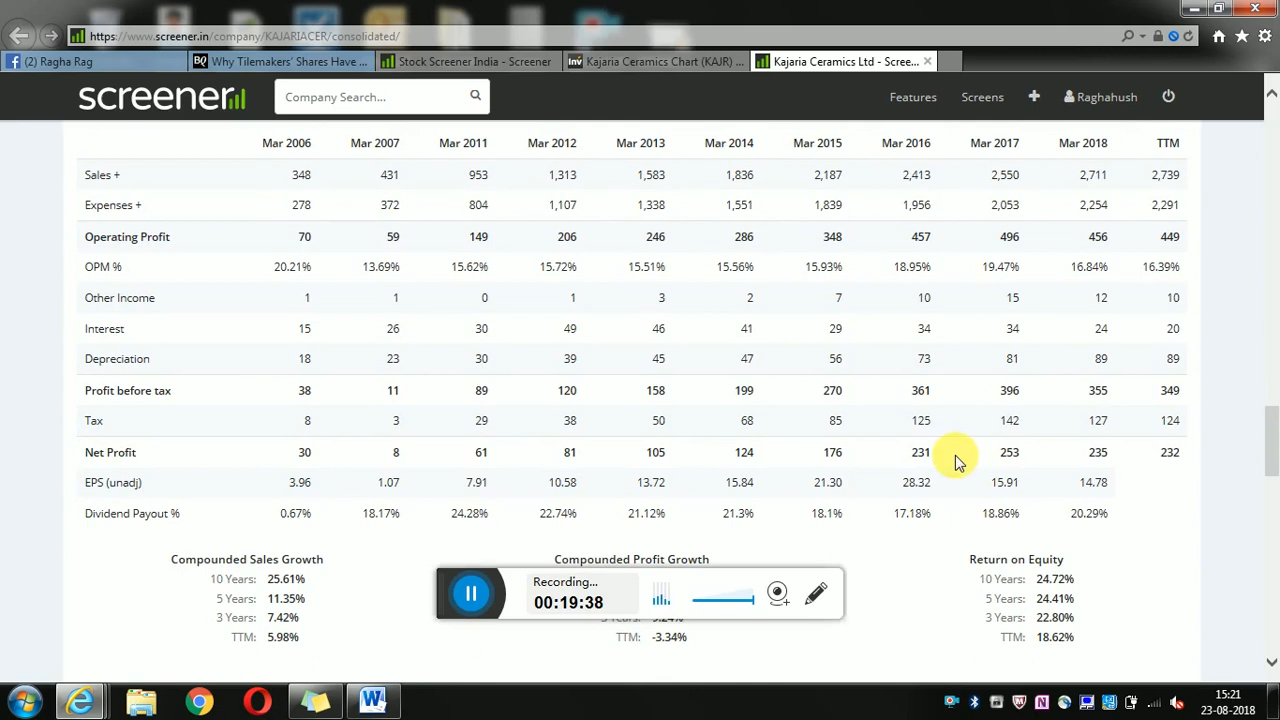 https://www.screener.in/company/KAJARIACER/consolidated/
(2) Ragha Rag
BQ Why Tilemakers' Shares Have ...
Stock Screener India - Screener
Inv Kajaria Ceramics Chart (KAJR) ...
Kajaria Ceramics Ltd - Scree...
screener
Company Search...
Features Screens Raghahush
Mar 2006 Mar 2007 Mar 2011 Mar 2012 Mar 2013 Mar 2014 Mar 2015 Mar 2016 Mar 2017 Mar 2018 TTM
Sales + 348 431 953 1,313 1,583 1,836 2,187 2,413 2,550 2,711 2,739
Expenses + 278 372 804 1,107 1,338 1,551 1,839 1,956 2,053 2,254 2,291
Operating Profit 70 59 149 206 246 286 348 457 496 456 449
OPM % 20.21% 13.69% 15.62% 15.72% 15.51% 15.56% 15.93% 18.95% 19.47% 16.84% 16.39%
Other Income 1 1 0 1 3 2 7 10 15 12 10
Interest 15 26 30 49 46 41 29 34 34 24 20
Depreciation 18 23 30 39 45 47 56 73 81 89 89
Profit before tax 38 11 89 120 158 199 270 361 396 355 349
Tax 8 3 29 38 50 68 85 125 142 127 124
Net Profit 30 8 61 81 105 124 176 231 253 235 232
EPS (unadj) 3.96 1.07 7.91 10.58 13.72 15.84 21.30 28.32 15.91 14.78
Dividend Payout % 0.67% 18.17% 24.28% 22.74% 21.12% 21.3% 18.1% 17.18% 18.86% 20.29%
Compounded Sales Growth
10 Years: 25.61%
5 Years: 11.35%
3 Years: 7.42%
TTM: 5.98%
Compounded Profit Growth
TTM: -3.34%
Return on Equity
10 Years: 24.72%
5 Years: 24.41%
3 Years: 22.80%
TTM: 18.62%
Recording...
00:19:38
15:21
23-08-2018